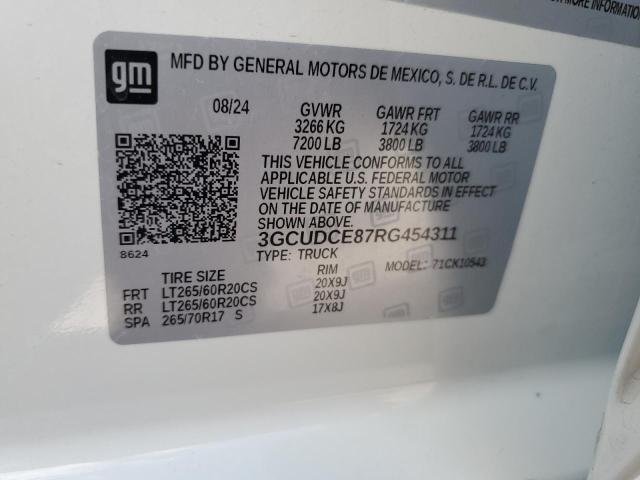 OR MORE INFORMATION
gm
MFD BY GENERAL MOTORS DE MEXICO, S. DE R.L. DE C.V.
08/24 GVWR GAWR FRT GAWR RR
3266 KG 1724 KG 1724 KG
7200 LB 3800 LB 3800 LB
THIS VEHICLE CONFORMS TO ALL
APPLICABLE U.S. FEDERAL MOTOR
VEHICLE SAFETY STANDARDS IN EFFECT
ON THE DATE OF MANUFACTURE
SHOWN ABOVE.
3GCUDCE87RG454311
8624
TYPE: TRUCK MODEL: 71CK10543
TIRE SIZE RIM
FRT LT265/60R20CS 20X9J
RR LT265/60R20CS 20X9J
SPA 265/70R17 S 17X8J